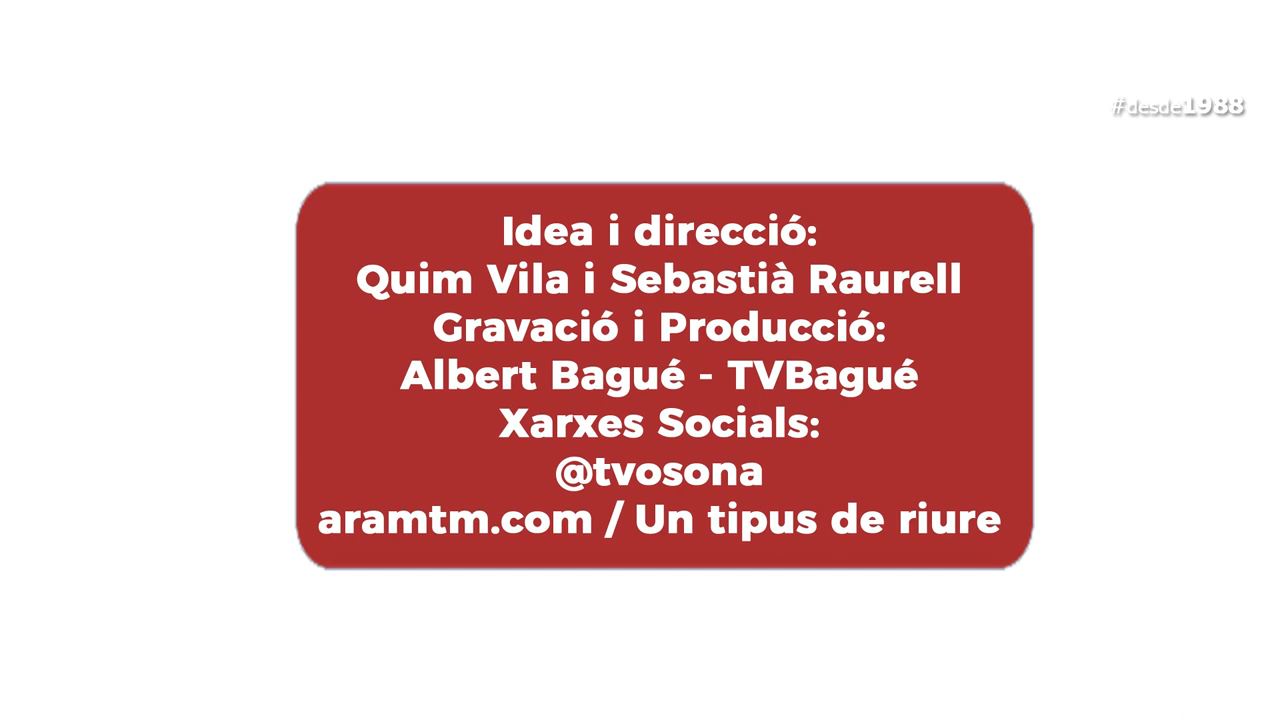 #desde1988
Idea i direcció:
Quim Vila i Sebastià Raurell
Gravació i Producció:
Albert Bagué - TVBagué
Xarxes Socials:
@tvosona
aramtm.com / Un tipus de riure